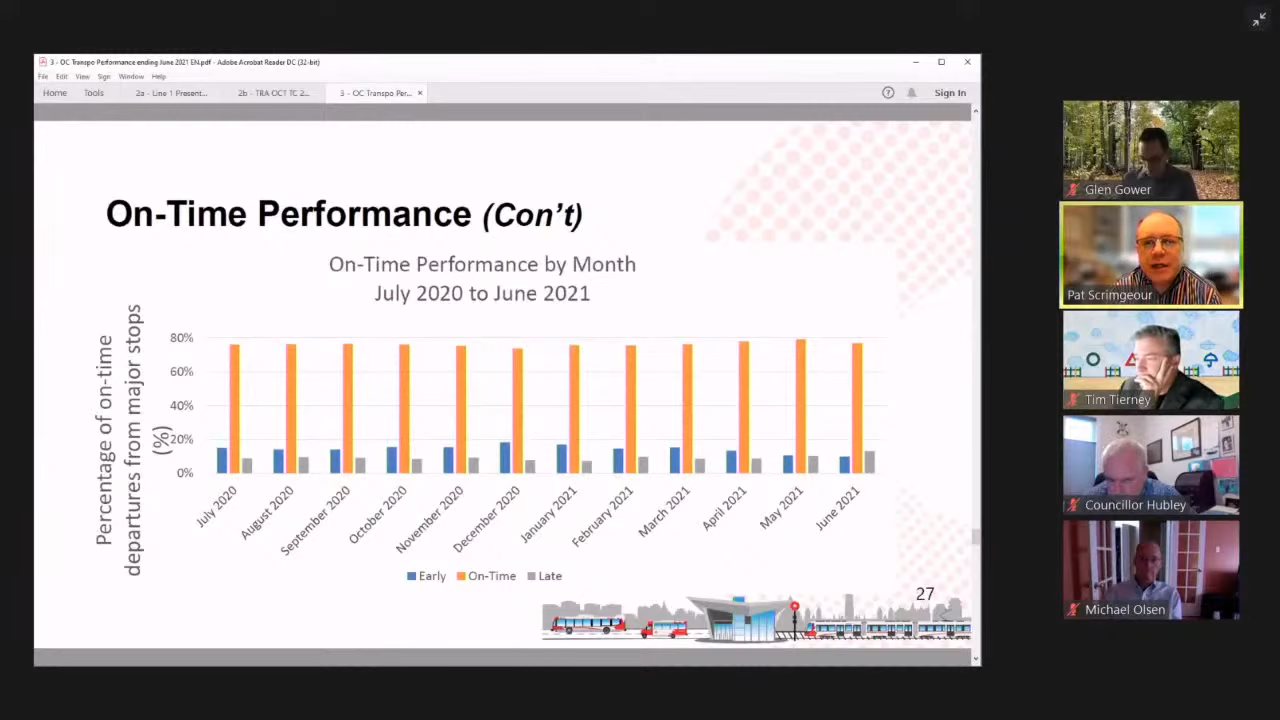 3 - OC Transpo Performance ending June 2021 EN.pdf - Adobe Acrobat Reader DC (32-bit)
File Edit View Sign Window Help
Home Tools 2a - Line 1 Present... 2b - TRA OCT TC 2... 3 - OC Transpo Per... × Sign In
On-Time Performance (Con't)
On-Time Performance by Month
July 2020 to June 2021
Percentage of on-time
departures from major stops
(%)
80%
60%
40%
20%
0%
July 2020
August 2020
September 2020
October 2020
November 2020
December 2020
January 2021
February 2021
March 2021
April 2021
May 2021
June 2021
Early On-Time Late
27
Glen Gower
Pat Scrimgeour
Tim Tierney
Councillor Hubley
Michael Olsen